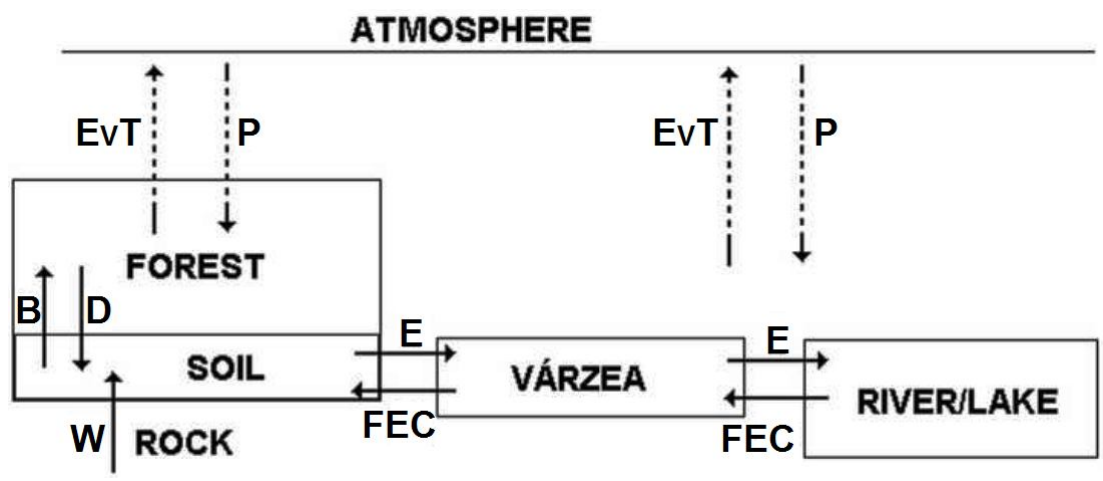 ATMOSPHERE
EvT P EvT P
FOREST
B D
SOIL E VÁRZEA E RIVER/LAKE
FEC FEC
W ROCK